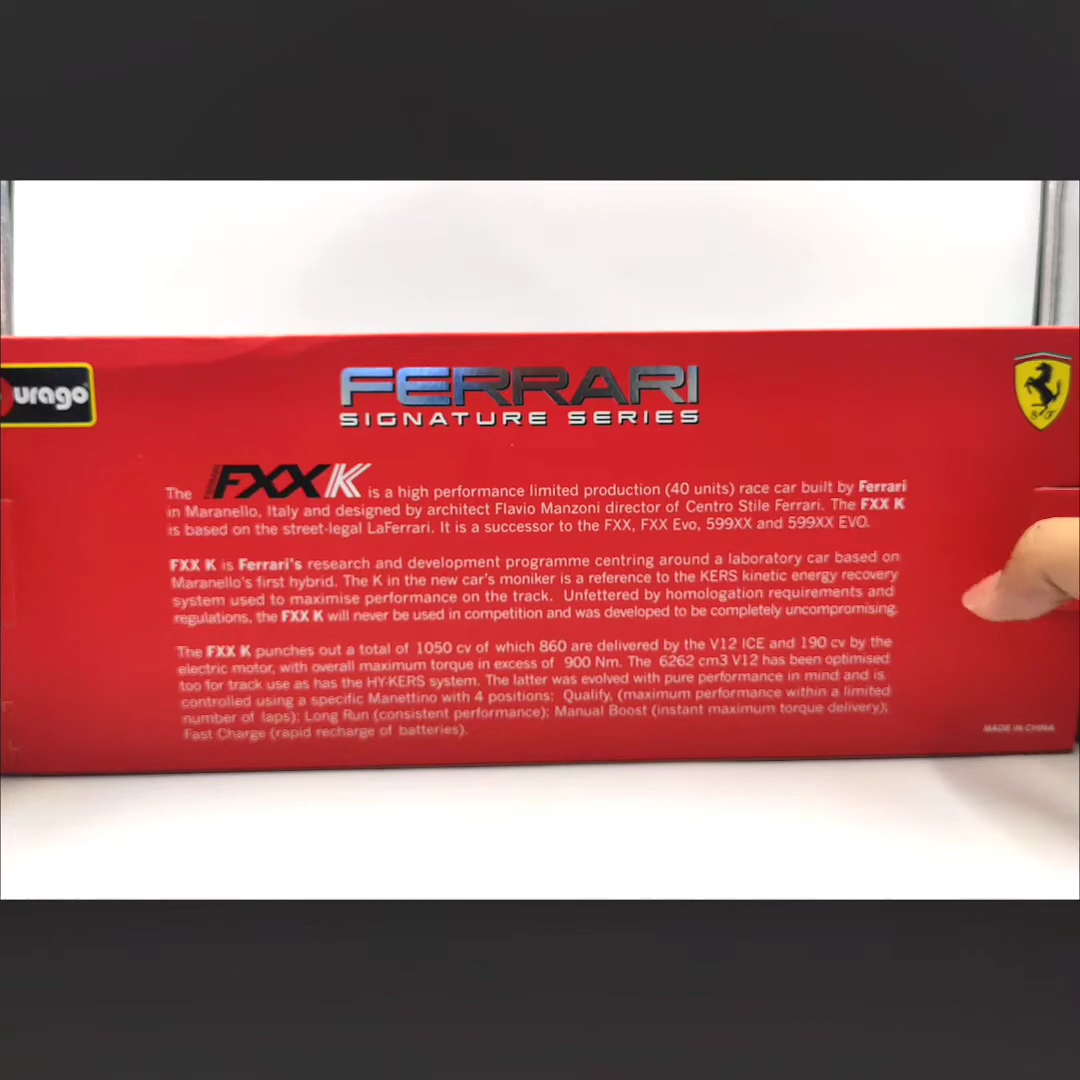 urago
FERRARI
SIGNATURE SERIES
The FXX K is a high performance limited production (40 units) race car built by Ferrari
in Maranello, Italy and designed by architect Flavio Manzoni director of Centro Stile Ferrari. The FXX K
is based on the street-legal LaFerrari. It is a successor to the FXX, FXX Evo, 599XX and 599XX EVO.
FXX K is Ferrari's research and development programme centring around a laboratory car based on
Maranello's first hybrid. The K in the new car's moniker is a reference to the KERS kinetic energy recovery
system used to maximise performance on the track. Unfettered by homologation requirements and
regulations, the FXX K will never be used in competition and was developed to be completely uncompromising.
The FXX K punches out a total of 1050 cv of which 860 are delivered by the V12 ICE and 190 cv by the
electric motor, with overall maximum torque in excess of 900 Nm. The 6262 cm3 V12 has been optimised
too for track use as has the HY-KERS system. The latter was evolved with pure performance in mind and is
controlled using a specific Manettino with 4 positions: Qualify, (maximum performance within a limited
number of laps); Long Run (consistent performance); Manual Boost (instant maximum torque delivery);
Fast Charge (rapid recharge of batteries).
S F
MADE IN CHINA